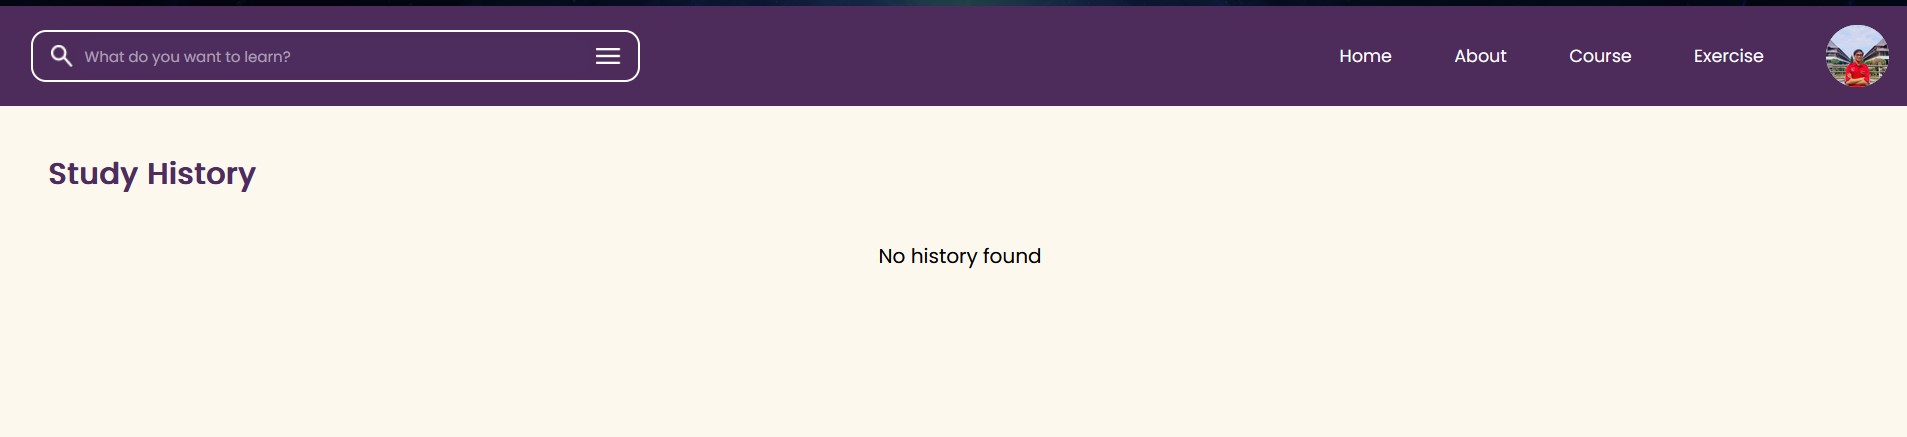 What do you want to learn?
Home
About
Course
Exercise
Study History
No history found